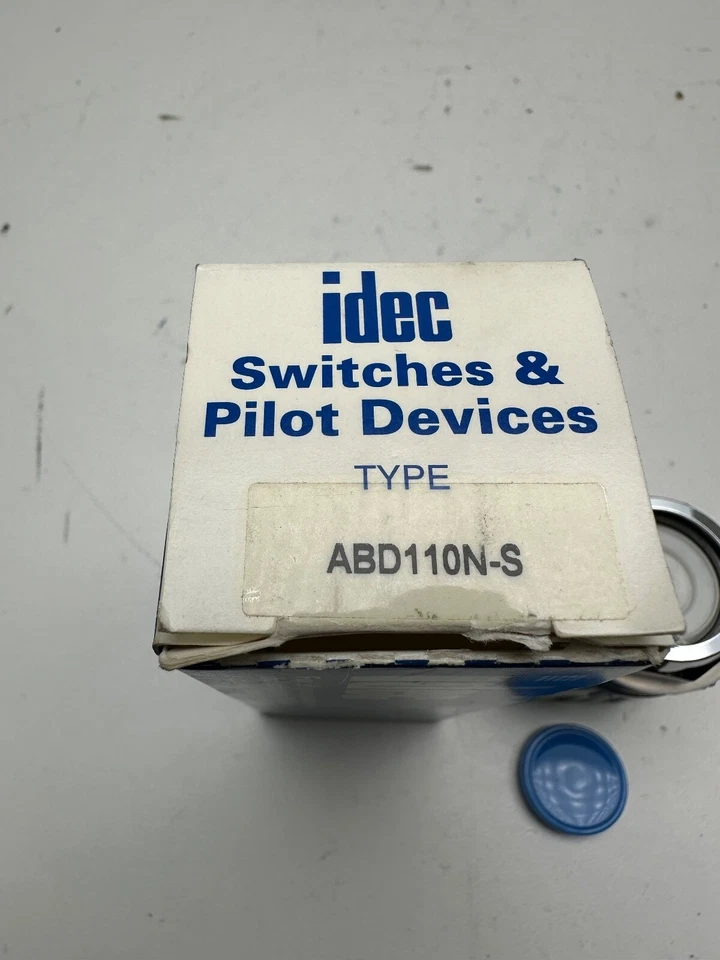 idec
Switches &
Pilot Devices
TYPE
ABD110N-S